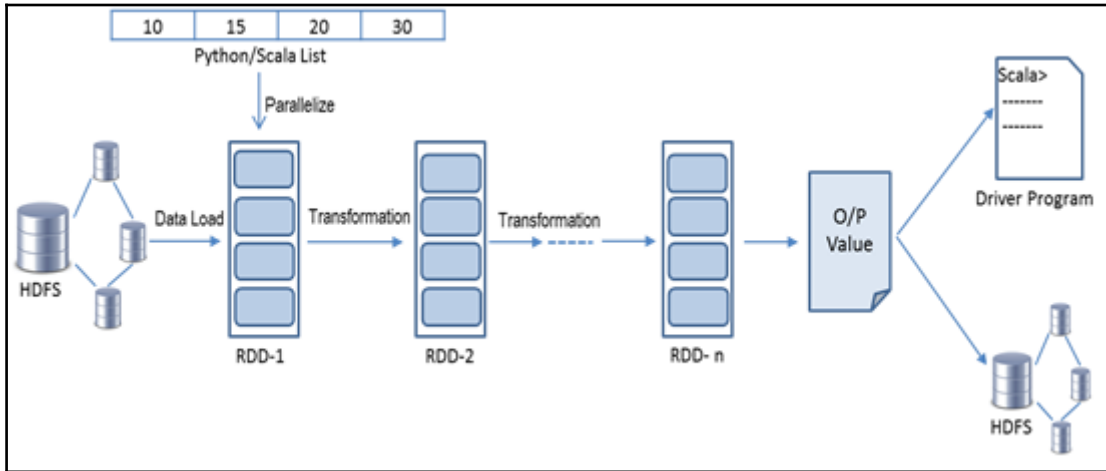 10 15 20 30
Python/Scala List
Parallelize
Scala>
-------
-------
Driver Program
Data Load
Transformation
Transformation
-----
O/P
Value
HDFS
RDD-1
RDD-2
RDD- n
HDFS